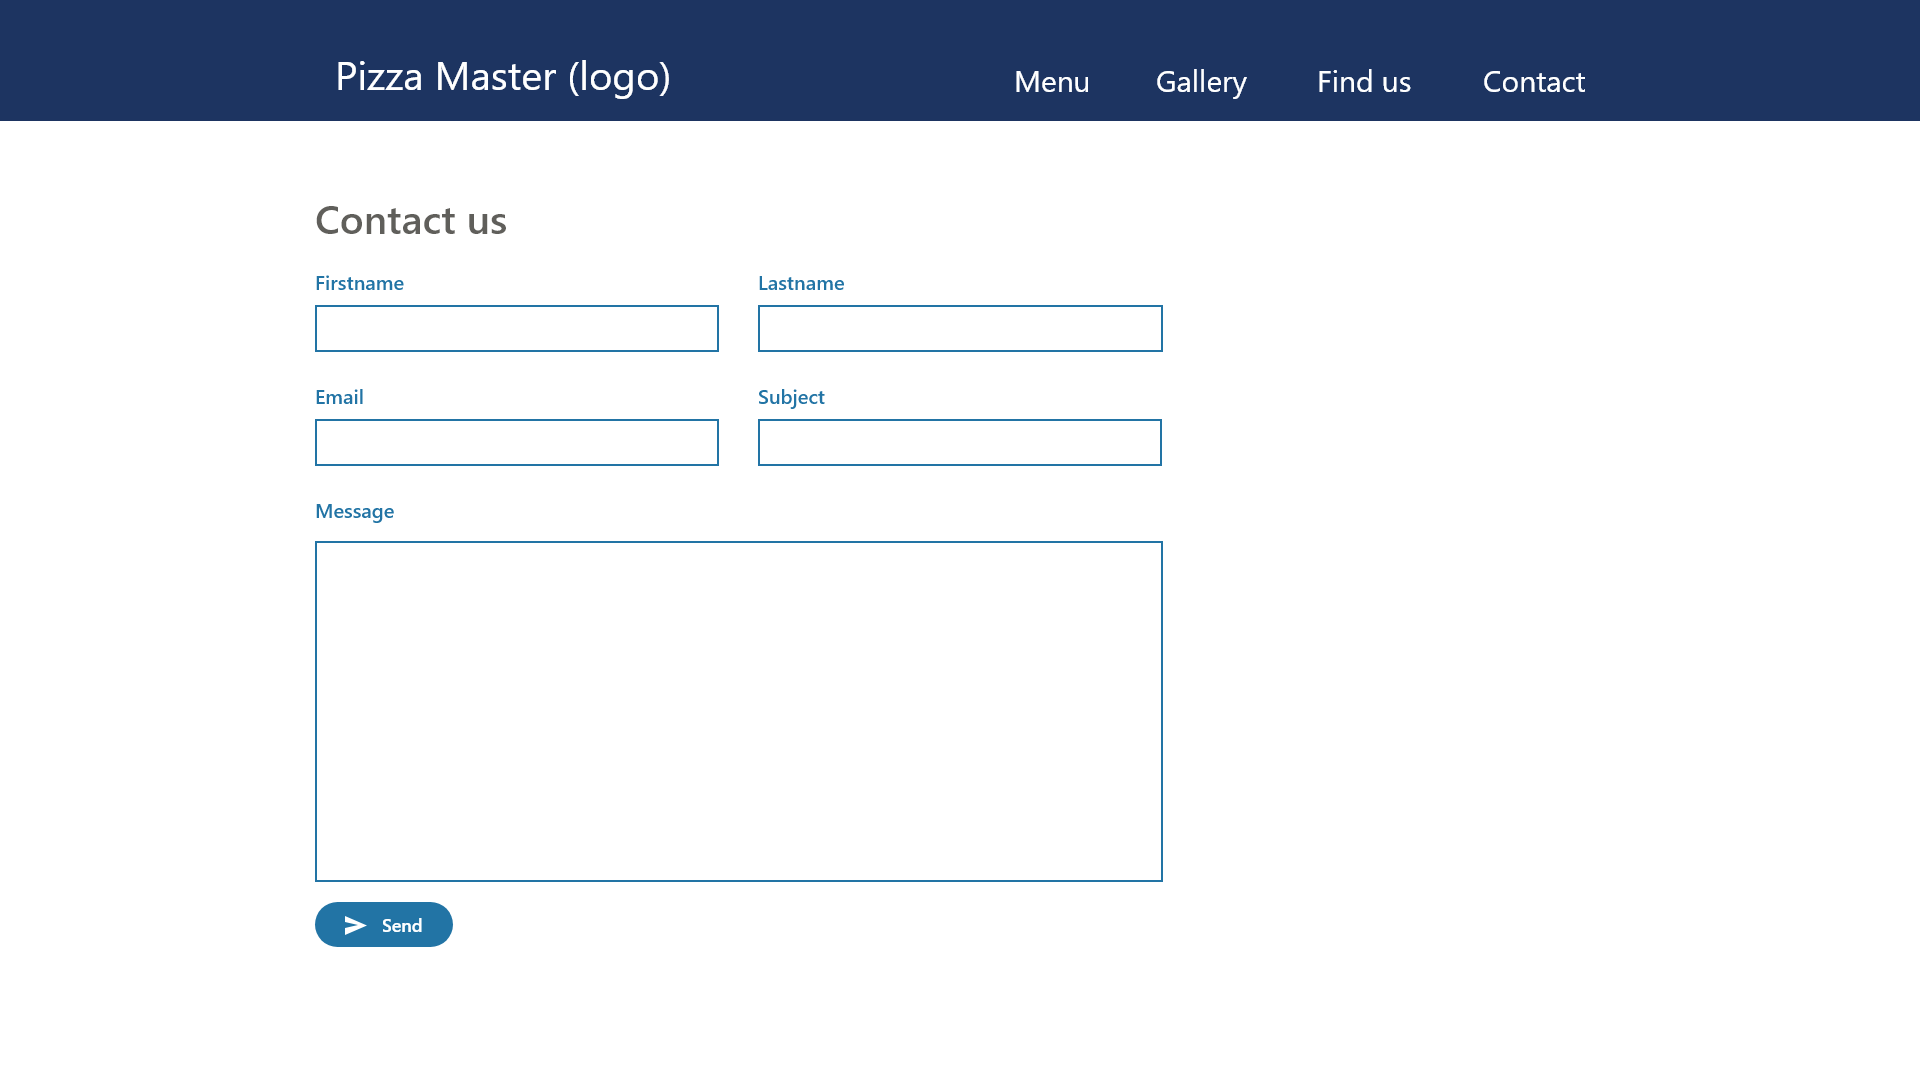 Pizza Master (logo) Menu Gallery Find us Contact
Contact us
Firstname Lastname
Email Subject
Message
Send